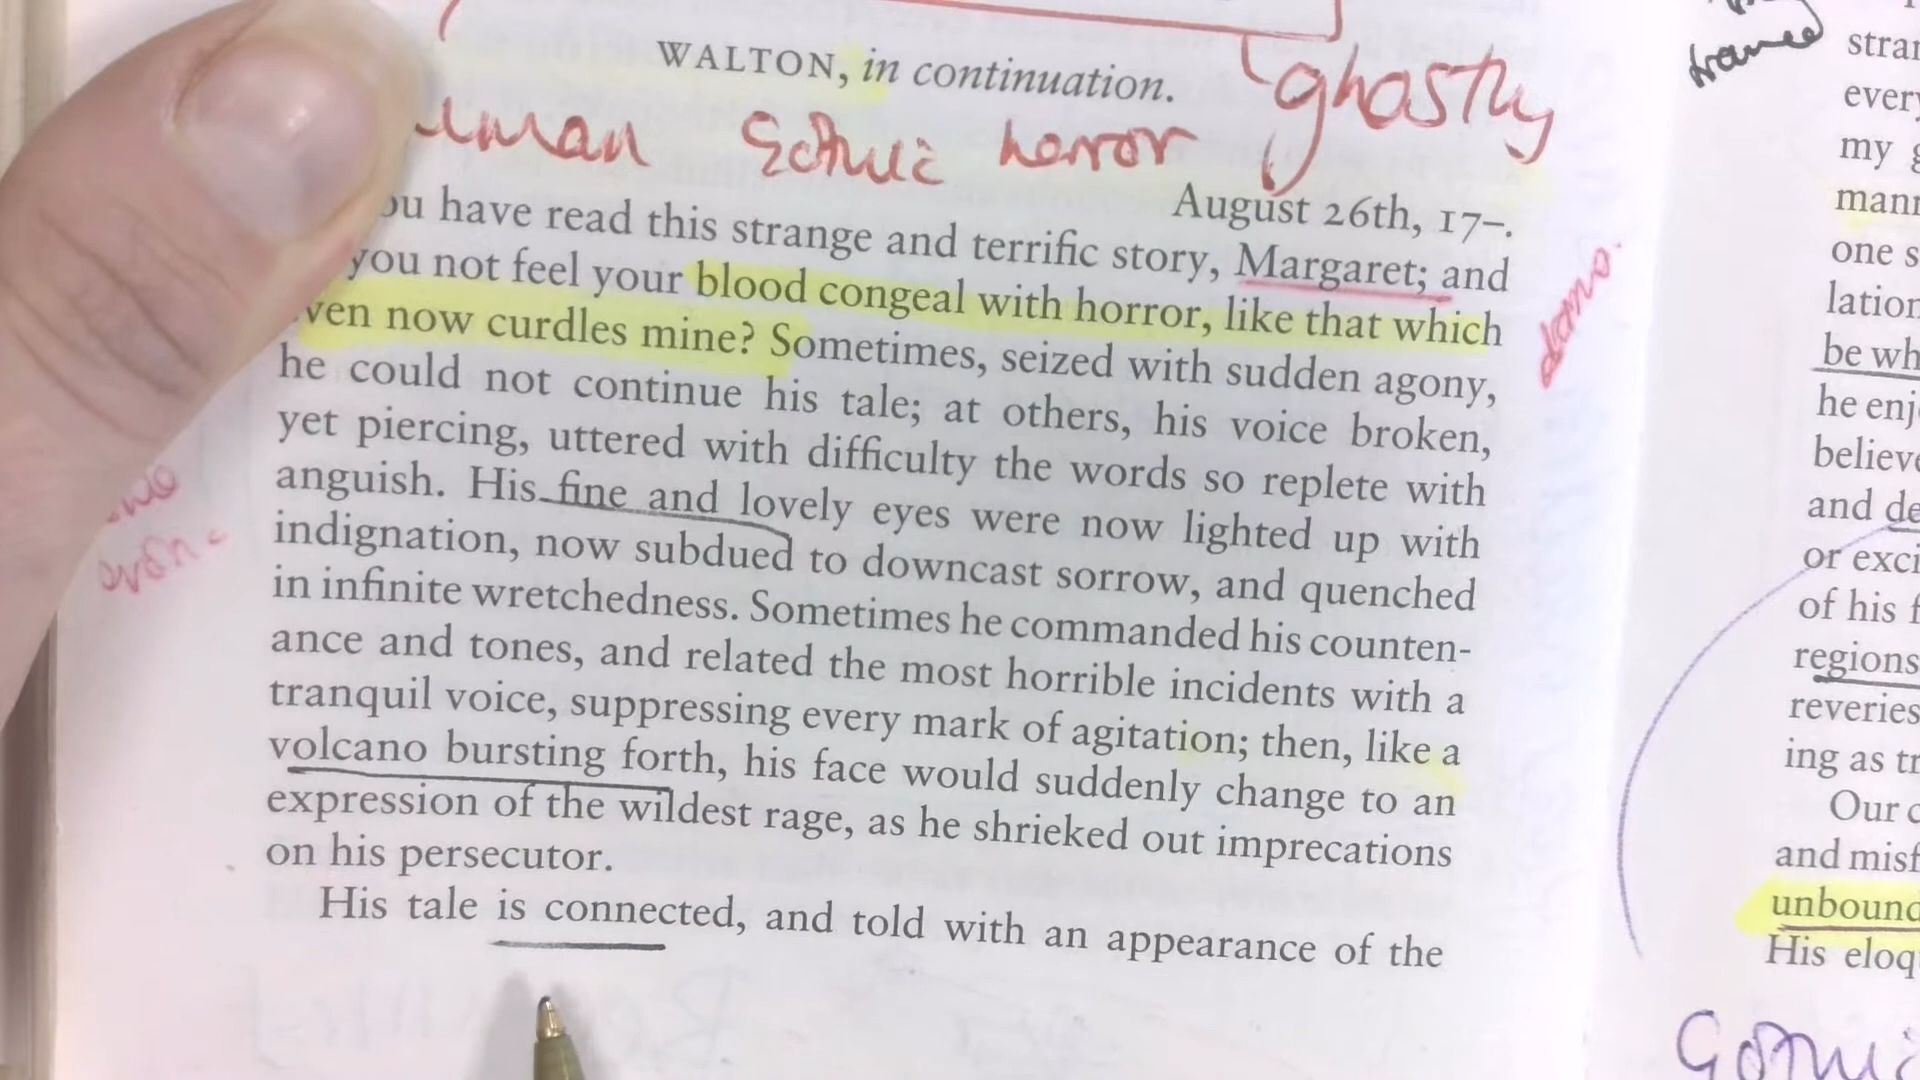 WALTON, in continuation.
ghostly
Gothic horror
August 26th, 17–.
ou have read this strange and terrific story, Margaret; and
you not feel your blood congeal with horror, like that which
ven now curdles mine? Sometimes, seized with sudden agony,
he could not continue his tale; at others, his voice broken,
yet piercing, uttered with difficulty the words so replete with
anguish. His fine and lovely eyes were now lighted up with
indignation, now subdued to downcast sorrow, and quenched
in infinite wretchedness. Sometimes he commanded his counten-
ance and tones, and related the most horrible incidents with a
tranquil voice, suppressing every mark of agitation; then, like a
volcano bursting forth, his face would suddenly change to an
expression of the wildest rage, as he shrieked out imprecations
on his persecutor.
His tale is connected, and told with an appearance of the
framed
stran
every
my g
mann
one s
lation
be wh
he enj
believe
and de
or exci
of his f
regions
reveries
ing as tr
Our c
and misf
unbound
His eloq